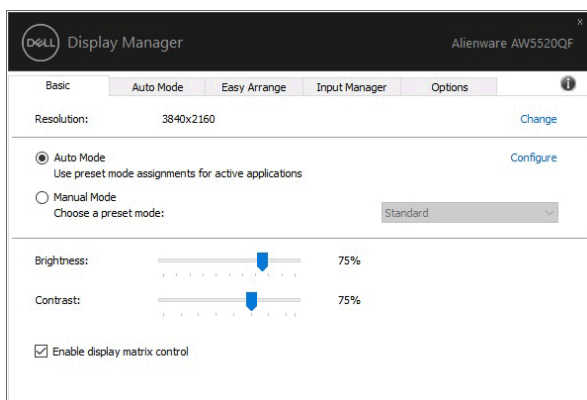 x
DELL Display Manager Alienware AW5520QF
Basic Auto Mode Easy Arrange Input Manager Options i
Resolution: 3840x2160 Change
Auto Mode Configure
Use preset mode assignments for active applications
Manual Mode
Choose a preset mode: Standard
Brightness: 75%
Contrast: 75%
Enable display matrix control